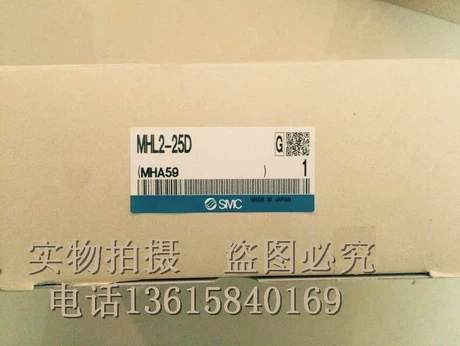 MHL2-25D
G
(MHA59 )
1
SMC
MADE IN JAPAN
实物拍摄 盗图必究
电话13615840169